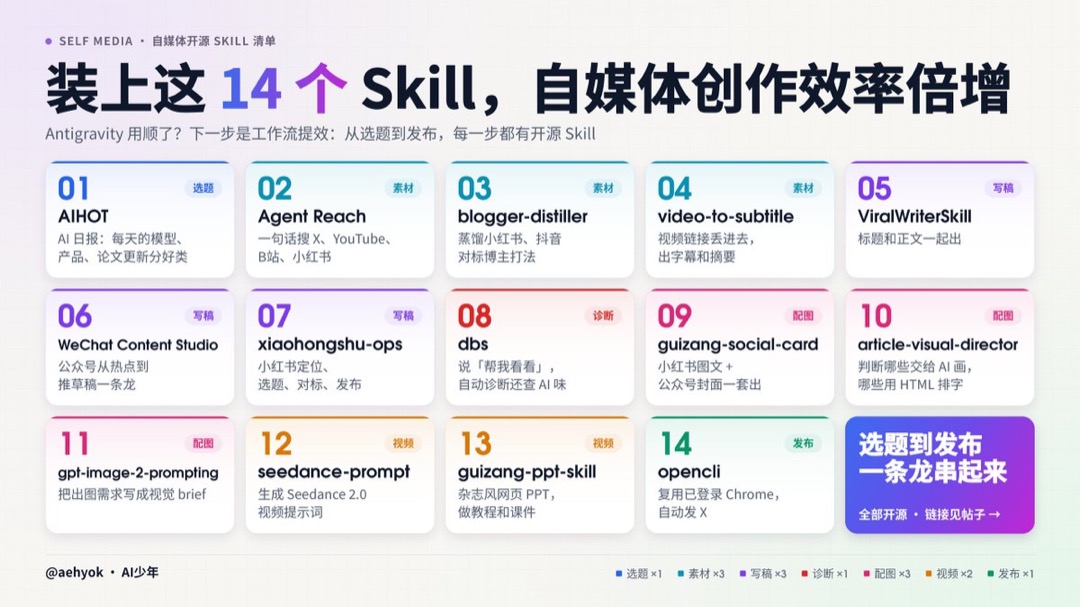 SELF MEDIA · 自媒体开源 SKILL 清单
装上这 14 个 Skill，自媒体创作效率倍增
Antigravity 用顺了？下一步是工作流提效：从选题到发布，每一步都有开源 Skill
01 选题
AIHOT
AI 日报：每天的模型、
产品、论文更新分好类
02 素材
Agent Reach
一句话搜 X、YouTube、
B站、小红书
03 素材
blogger-distiller
蒸馏小红书、抖音
对标博主打法
04 素材
video-to-subtitle
视频链接丢进去，
出字幕和摘要
05 写稿
ViralWriterSkill
标题和正文一起出
06 写稿
WeChat Content Studio
公众号从热点到
推草稿一条龙
07 写稿
xiaohongshu-ops
小红书定位、
选题、对标、发布
08 诊断
dbs
说「帮我看看」，
自动诊断还查 AI 味
09 配图
guizang-social-card
小红书图文 +
公众号封面一套出
10 配图
article-visual-director
判断哪些交给 AI 画，
哪些用 HTML 排字
11 配图
gpt-image-2-prompting
把出图需求写成视觉 brief
12 视频
seedance-prompt
生成 Seedance 2.0
视频提示词
13 视频
guizang-ppt-skill
杂志风网页 PPT，
做教程和课件
14 发布
opencli
复用已登录 Chrome，
自动发 X
选题到发布
一条龙串起来
全部开源 · 链接见帖子 →
@aehyok · AI少年
选题 ×1 素材 ×3 写稿 ×3 诊断 ×1 配图 ×3 视频 ×2 发布 ×1